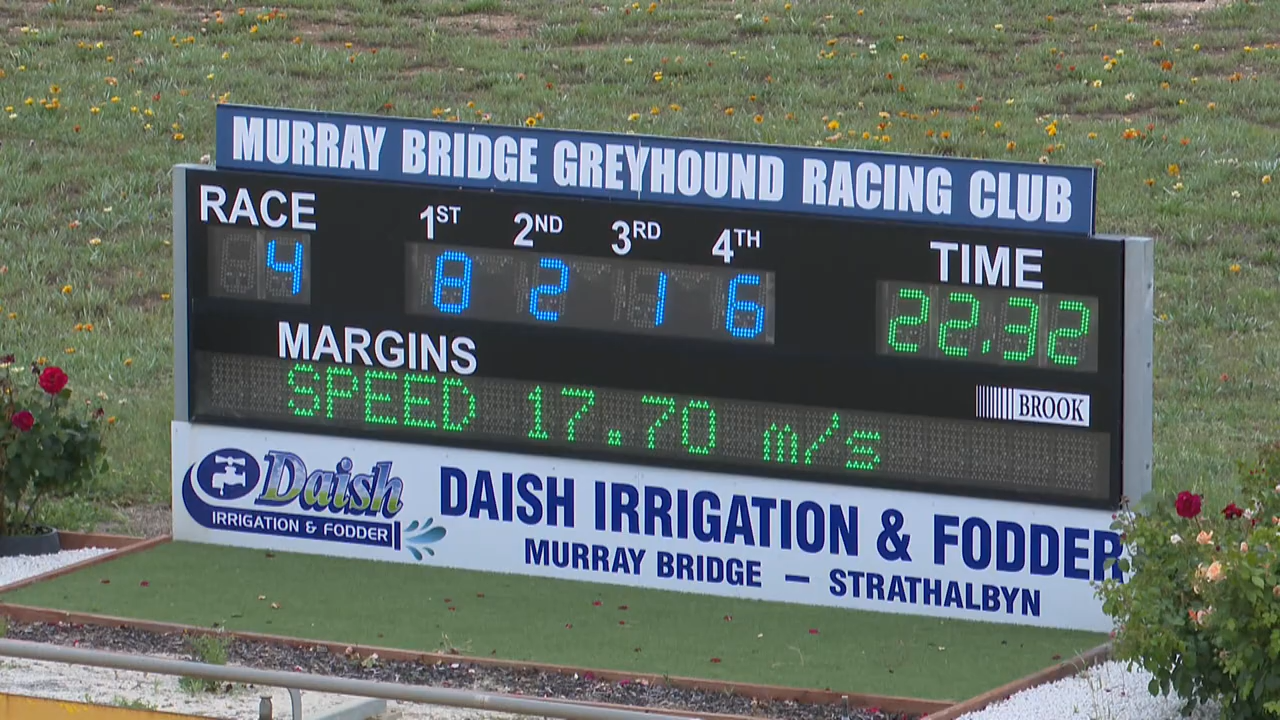 MURRAY BRIDGE GREYHOUND RACING CLUB
RACE 1ST 2ND 3RD 4TH TIME
4 8 2 1 6 22.32
MARGINS
BROOK
SPEED 17.70 m/s
Daish
IRRIGATION & FODDER
DAISH IRRIGATION & FODDER
MURRAY BRIDGE – STRATHALBYN